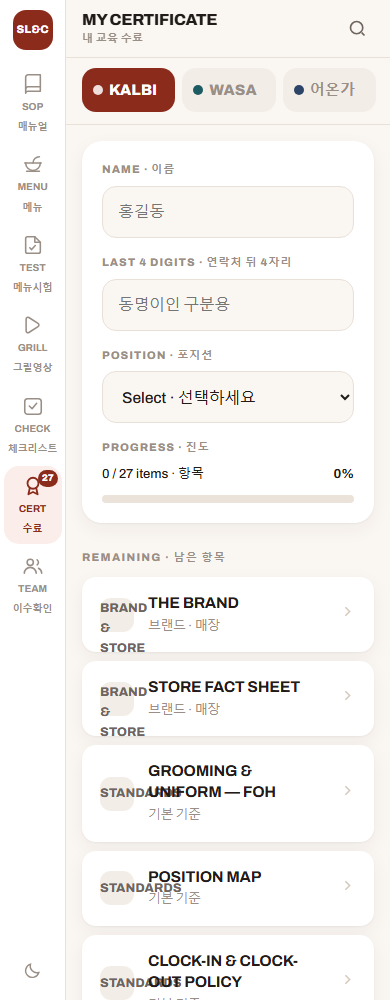 SL&C
SOP
매뉴얼
MENU
메뉴
TEST
메뉴시험
GRILL
그릴영상
CHECK
체크리스트
27
CERT
수료
TEAM
이수확인
MY CERTIFICATE
내 교육 수료
KALBI
WASA
어온가
NAME · 이름
홍길동
LAST 4 DIGITS · 연락처 뒤 4자리
동명이인 구분용
POSITION · 포지션
Select · 선택하세요
PROGRESS · 진도
0 / 27 items · 항목
0%
REMAINING · 남은 항목
BRAND & STORE
THE BRAND
브랜드 · 매장
BRAND & STORE
STORE FACT SHEET
브랜드 · 매장
STANDARDS
GROOMING &
UNIFORM — FOH
기본 기준
STANDARDS
POSITION MAP
기본 기준
STANDARDS
CLOCK-IN & CLOCK-
OUT POLICY